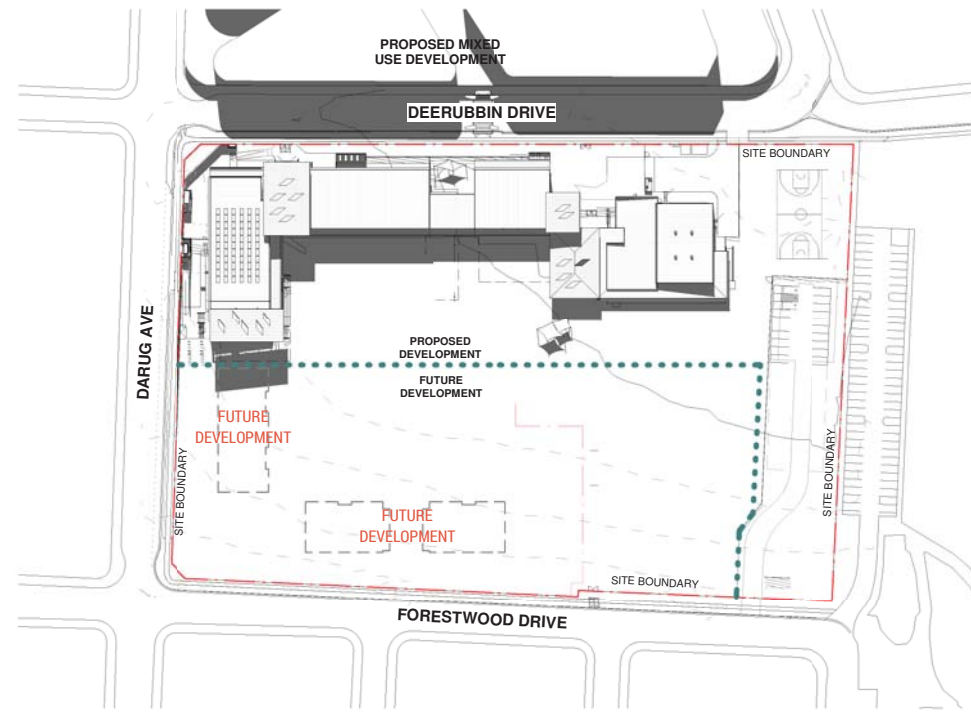 PROPOSED MIXED
USE DEVELOPMENT
DEERUBBIN DRIVE
SITE BOUNDARY
DARUG AVE
PROPOSED
DEVELOPMENT
FUTURE
DEVELOPMENT
FUTURE
DEVELOPMENT
SITE BOUNDARY
SITE BOUNDARY
FUTURE
DEVELOPMENT
SITE BOUNDARY
FORESTWOOD DRIVE